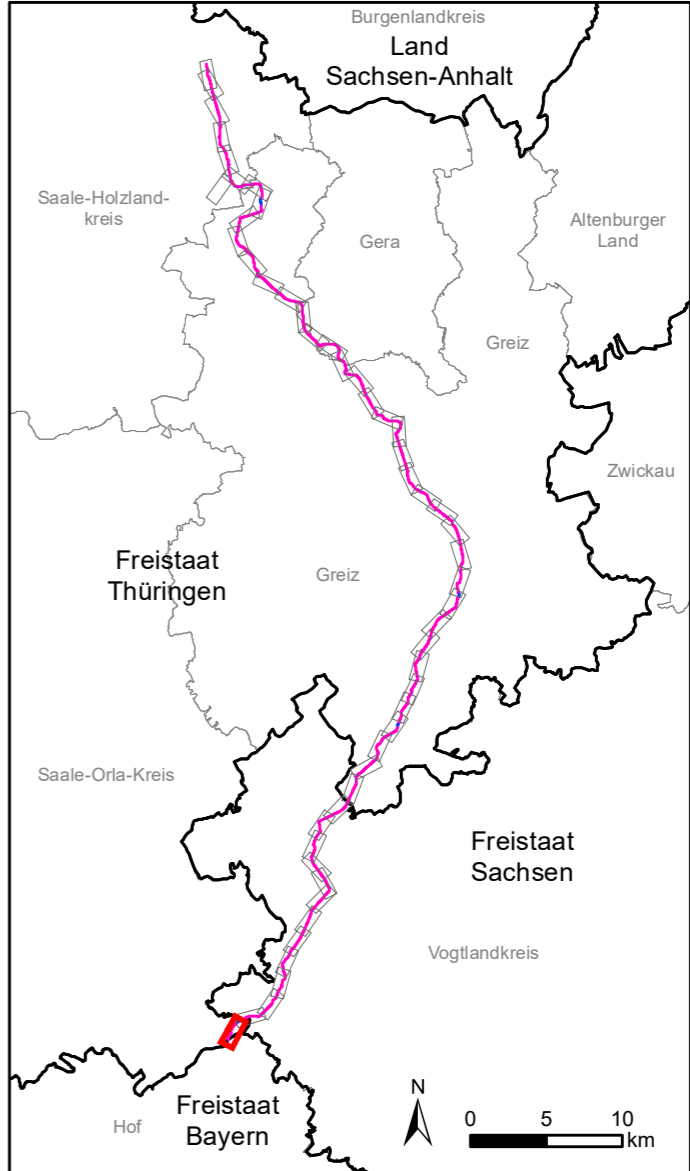 Burgenlandkreis
Land
Sachsen-Anhalt
Saale-Holzland-
kreis
Gera
Altenburger
Land
Greiz
Zwickau
Freistaat
Thüringen
Greiz
Saale-Orla-Kreis
Freistaat
Sachsen
Vogtlandkreis
N
0 5 10
km
Freistaat
Bayern
Hof